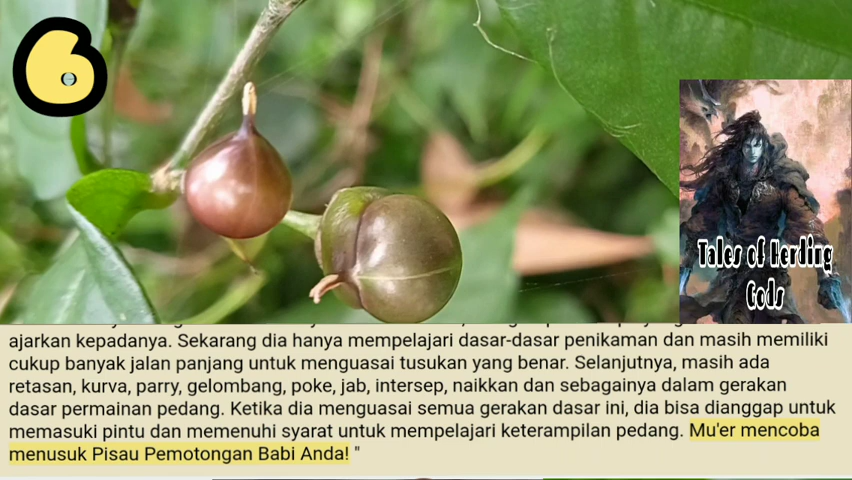 6
Tales of Herding
Gods
ajarkan kepadanya. Sekarang dia hanya mempelajari dasar-dasar penikaman dan masih memiliki
cukup banyak jalan panjang untuk menguasai tusukan yang benar. Selanjutnya, masih ada
retasan, kurva, parry, gelombang, poke, jab, intersep, naikkan dan sebagainya dalam gerakan
dasar permainan pedang. Ketika dia menguasai semua gerakan dasar ini, dia bisa dianggap untuk
memasuki pintu dan memenuhi syarat untuk mempelajari keterampilan pedang. Mu'er mencoba
menusuk Pisau Pemotongan Babi Anda! "